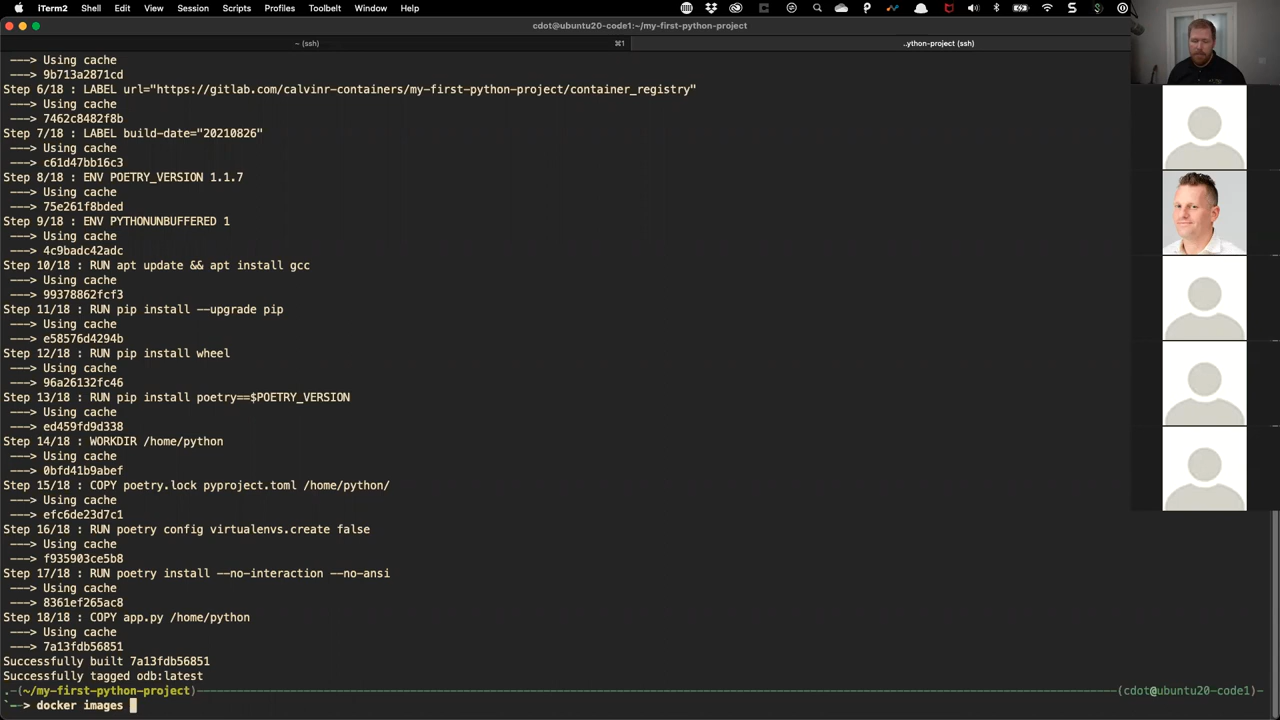 iTerm2 Shell Edit View Session Scripts Profiles Toolbelt Window Help
cdot@ubuntu20-code1:~/my-first-python-project
~ (ssh) ⌘1 ..ython-project (ssh)
---> Using cache
---> 9b713a2871cd
Step 6/18 : LABEL url="https://gitlab.com/calvinr-containers/my-first-python-project/container_registry"
---> Using cache
---> 7462c8482f8b
Step 7/18 : LABEL build-date="20210826"
---> Using cache
---> c61d47bb16c3
Step 8/18 : ENV POETRY_VERSION 1.1.7
---> Using cache
---> 75e261f8bded
Step 9/18 : ENV PYTHONUNBUFFERED 1
---> Using cache
---> 4c9badc42adc
Step 10/18 : RUN apt update && apt install gcc
---> Using cache
---> 99378862fcf3
Step 11/18 : RUN pip install --upgrade pip
---> Using cache
---> e58576d4294b
Step 12/18 : RUN pip install wheel
---> Using cache
---> 96a26132fc46
Step 13/18 : RUN pip install poetry==$POETRY_VERSION
---> Using cache
---> ed459fd9d338
Step 14/18 : WORKDIR /home/python
---> Using cache
---> 0bfd41b9abef
Step 15/18 : COPY poetry.lock pyproject.toml /home/python/
---> Using cache
---> efc6de23d7c1
Step 16/18 : RUN poetry config virtualenvs.create false
---> Using cache
---> f935903ce5b8
Step 17/18 : RUN poetry install --no-interaction --no-ansi
---> Using cache
---> 8361ef265ac8
Step 18/18 : COPY app.py /home/python
---> Using cache
---> 7a13fdb56851
Successfully built 7a13fdb56851
Successfully tagged odb:latest
.-(~/my-first-python-project)----(cdot@ubuntu20-code1)-
`--> docker images